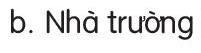 b. Nhà trường